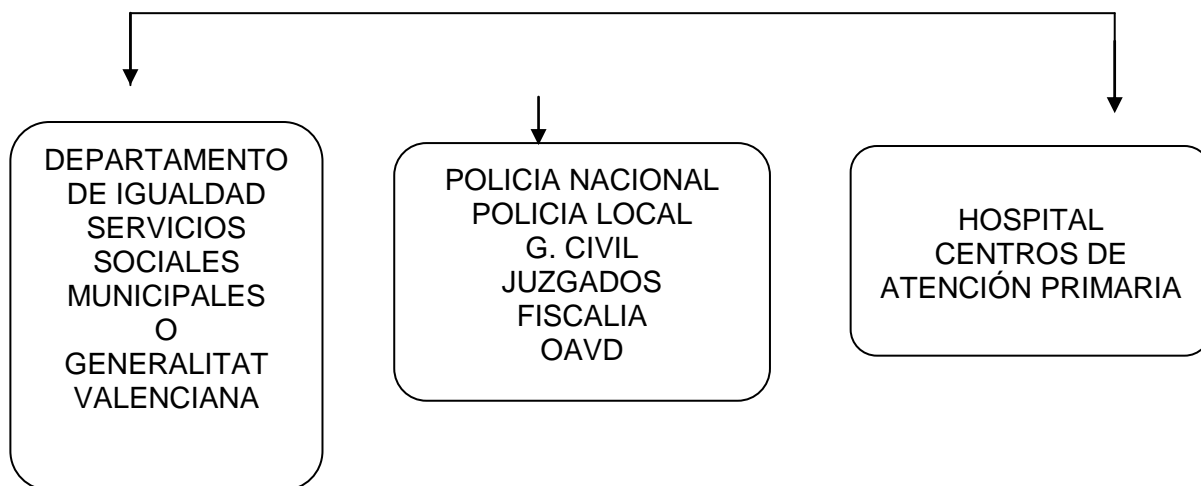 DEPARTAMENTO
DE IGUALDAD
SERVICIOS
SOCIALES
MUNICIPALES
O
GENERALITAT
VALENCIANA
POLICIA NACIONAL
POLICIA LOCAL
G. CIVIL
JUZGADOS
FISCALIA
OAVD
HOSPITAL
CENTROS DE
ATENCIÓN PRIMARIA